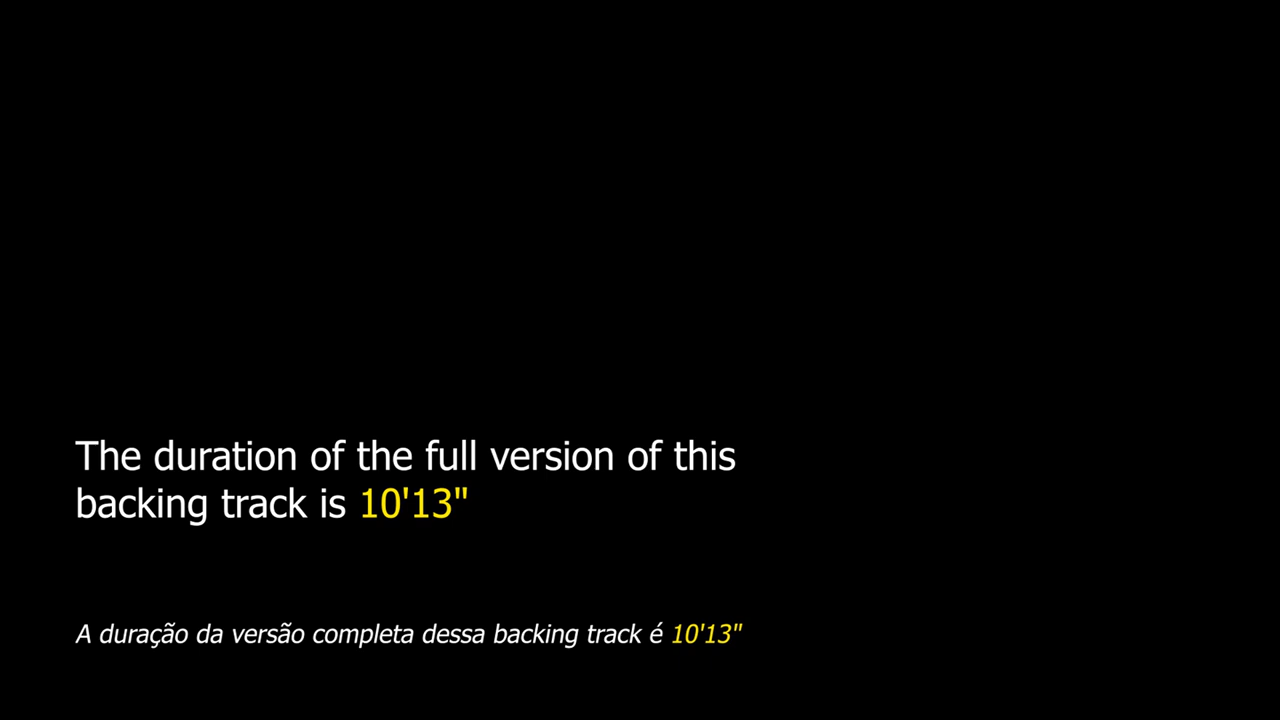 The duration of the full version of this
backing track is 10'13"
A duração da versão completa dessa backing track é 10'13"